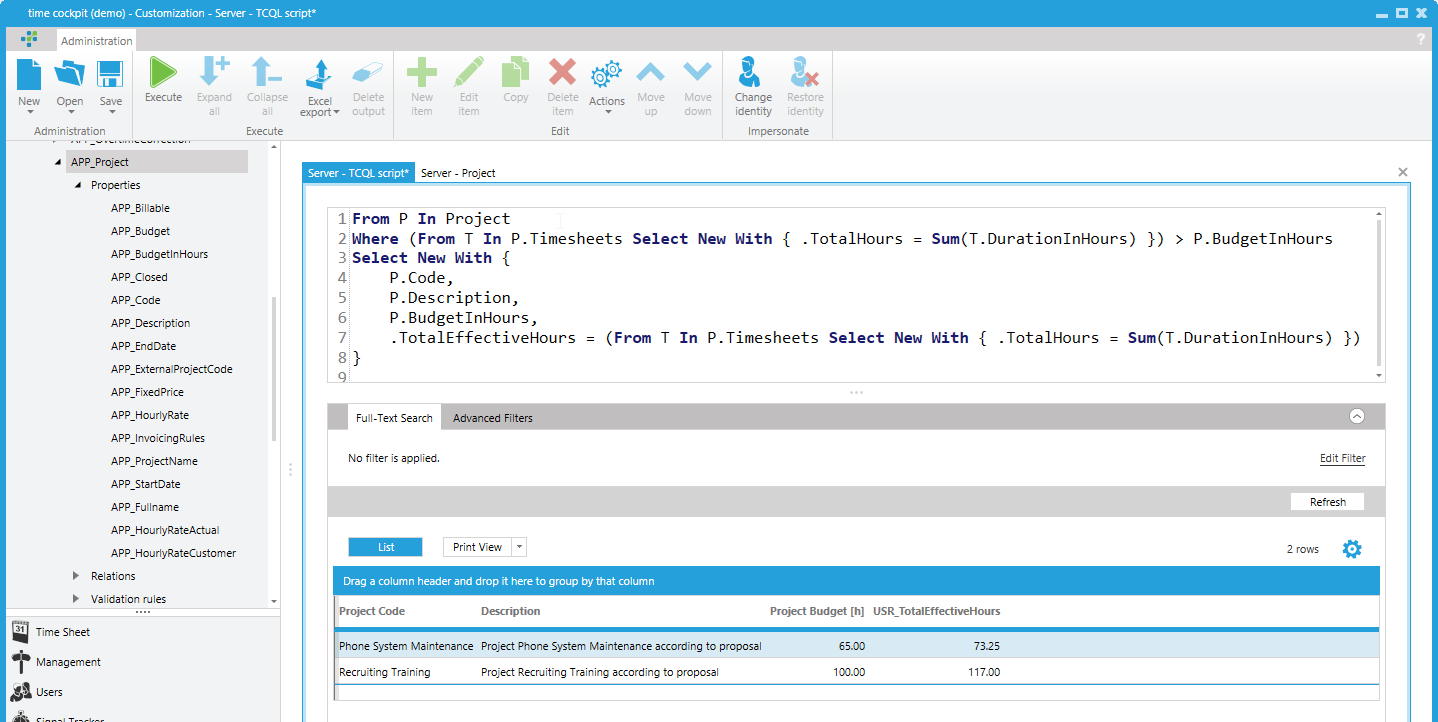 time cockpit (demo) - Customization - Server - TCQL script*
Administration
?
New
Open
Save
Administration
Execute
Expand all
Collapse all
Excel export
Delete output
Execute
New item
Edit item
Copy
Delete item
Actions
Move up
Move down
Edit
Change identity
Restore identity
Impersonate
APP_OvertimeCorrection
APP_Project
Properties
APP_Billable
APP_Budget
APP_BudgetInHours
APP_Closed
APP_Code
APP_Description
APP_EndDate
APP_ExternalProjectCode
APP_FixedPrice
APP_HourlyRate
APP_InvoicingRules
APP_ProjectName
APP_StartDate
APP_Fullname
APP_HourlyRateActual
APP_HourlyRateCustomer
Relations
Validation rules
31 Time Sheet
Management
Users
Signal Tracker
Server - TCQL script* Server - Project
1 From P In Project
2 Where (From T In P.Timesheets Select New With { .TotalHours = Sum(T.DurationInHours) }) > P.BudgetInHours
3 Select New With {
4 P.Code,
5 P.Description,
6 P.BudgetInHours,
7 .TotalEffectiveHours = (From T In P.Timesheets Select New With { .TotalHours = Sum(T.DurationInHours) })
8 }
9
Full-Text Search Advanced Filters
No filter is applied. Edit Filter
Refresh
List Print View 2 rows
Drag a column header and drop it here to group by that column
Project Code Description Project Budget [h] USR_TotalEffectiveHours
Phone System Maintenance Project Phone System Maintenance according to proposal 65.00 73.25
Recruiting Training Project Recruiting Training according to proposal 100.00 117.00